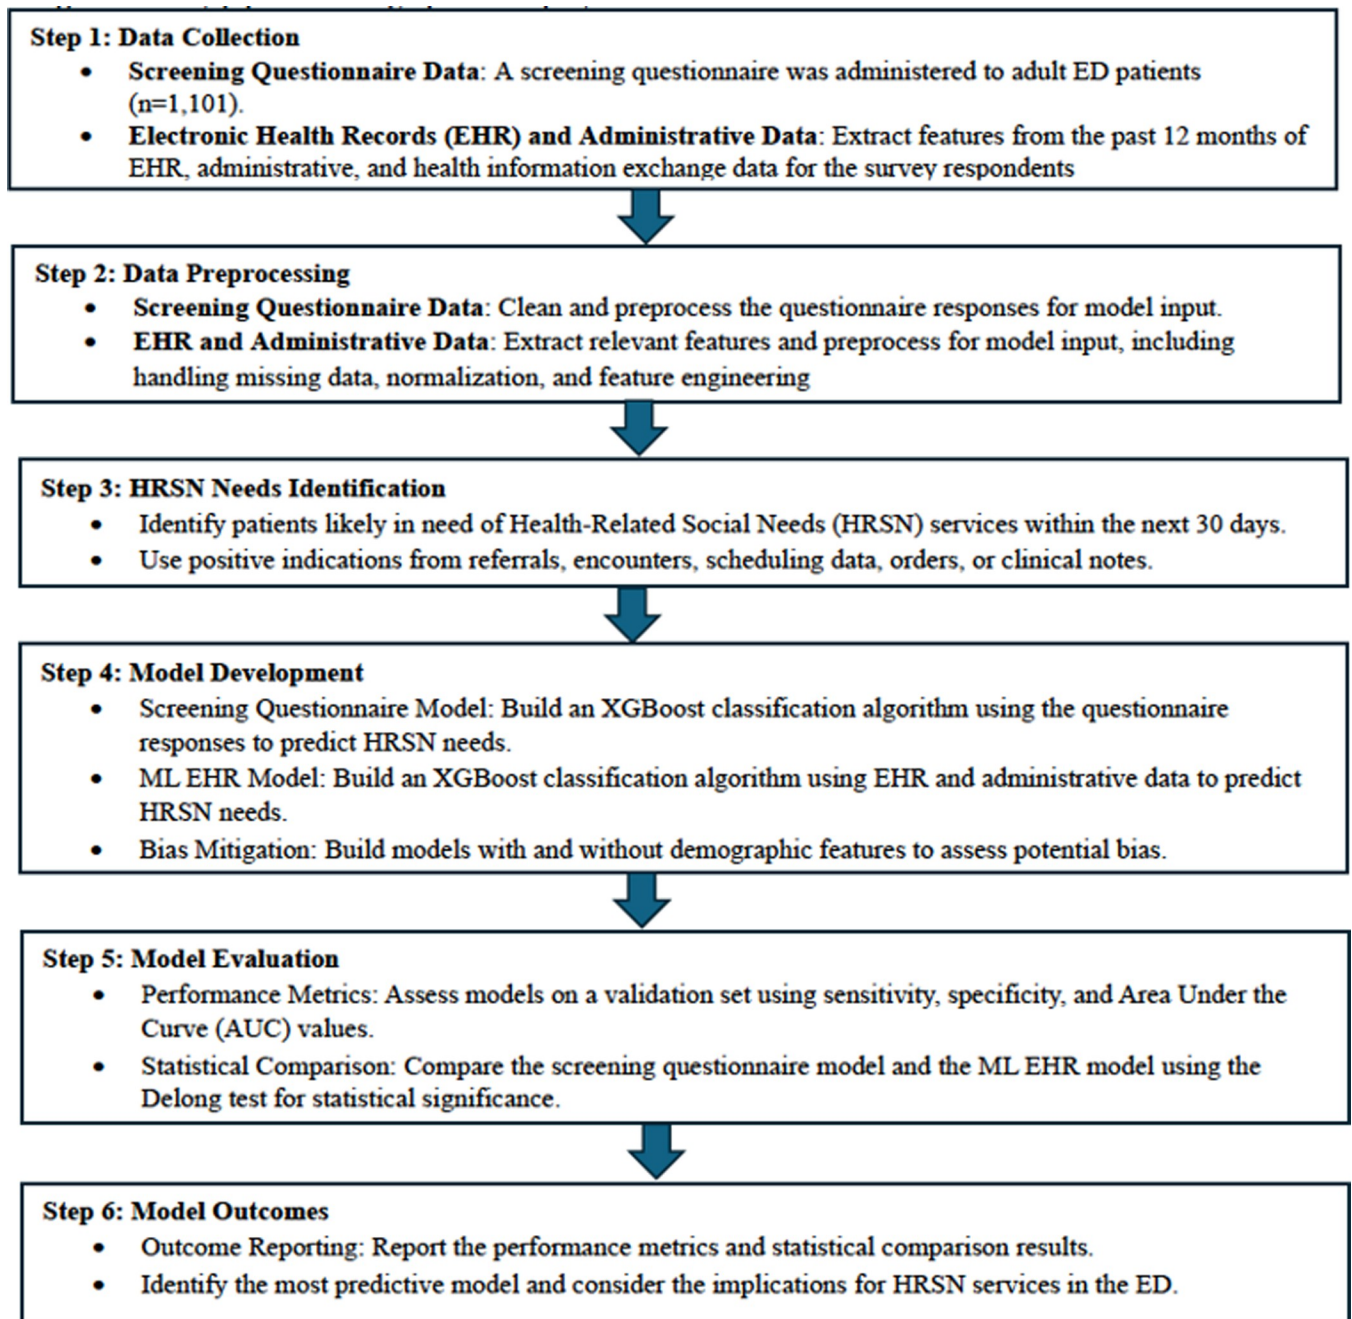 Step 1: Data Collection
• Screening Questionnaire Data: A screening questionnaire was administered to adult ED patients
(n=1,101).
• Electronic Health Records (EHR) and Administrative Data: Extract features from the past 12 months of
EHR, administrative, and health information exchange data for the survey respondents
Step 2: Data Preprocessing
• Screening Questionnaire Data: Clean and preprocess the questionnaire responses for model input.
• EHR and Administrative Data: Extract relevant features and preprocess for model input, including
handling missing data, normalization, and feature engineering
Step 3: HRSN Needs Identification
• Identify patients likely in need of Health-Related Social Needs (HRSN) services within the next 30 days.
• Use positive indications from referrals, encounters, scheduling data, orders, or clinical notes.
Step 4: Model Development
• Screening Questionnaire Model: Build an XGBoost classification algorithm using the questionnaire
responses to predict HRSN needs.
• ML EHR Model: Build an XGBoost classification algorithm using EHR and administrative data to predict
HRSN needs.
• Bias Mitigation: Build models with and without demographic features to assess potential bias.
Step 5: Model Evaluation
• Performance Metrics: Assess models on a validation set using sensitivity, specificity, and Area Under the
Curve (AUC) values.
• Statistical Comparison: Compare the screening questionnaire model and the ML EHR model using the
Delong test for statistical significance.
Step 6: Model Outcomes
• Outcome Reporting: Report the performance metrics and statistical comparison results.
• Identify the most predictive model and consider the implications for HRSN services in the ED.